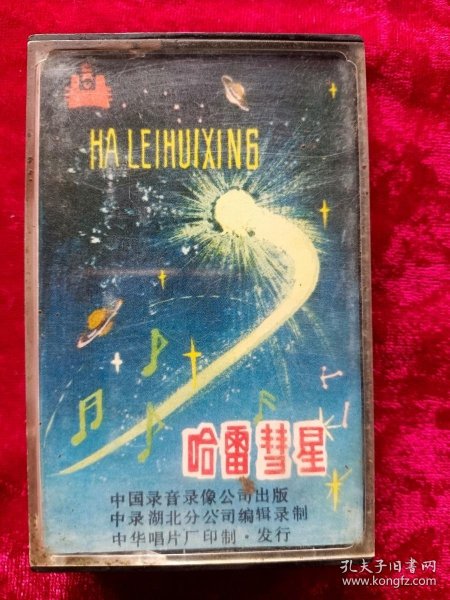 HA LEIHUIXING
哈雷彗星
中国录音录像公司出版
中录湖北分公司编辑录制
中华唱片厂印制·发行
孔夫子旧书网
www.kongfz.com